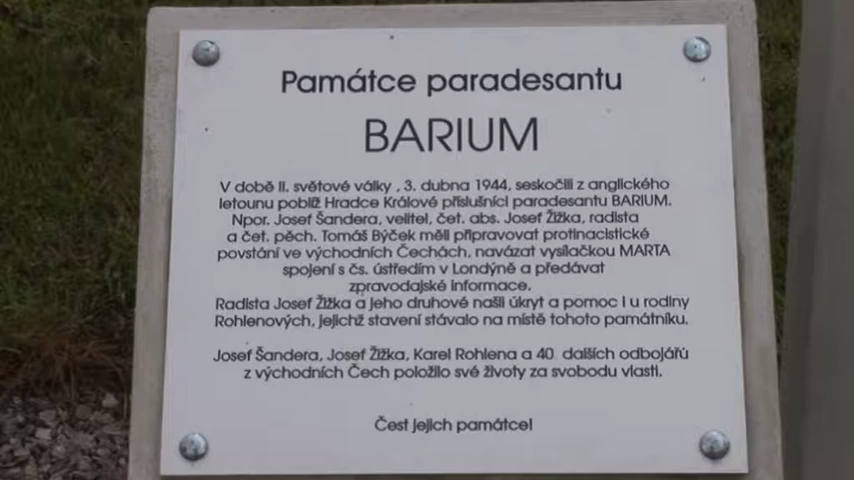 Památce paradesantu
BARIUM
V době II. světové války , 3. dubna 1944, seskočili z anglického
letounu poblíž Hradce Králové příslušníci paradesantu BARIUM.
Npor. Josef Šandera, velitel, čet. abs. Josef Žižka, radista
a čet. pěch. Tomáš Býček měli připravovat protinacistické
povstání ve východních Čechách, navázat vysílačkou MARTA
spojení s čs. ústředím v Londýně a předávat
zpravodajské informace.
Radista Josef Žižka a jeho druhové našli úkryt a pomoc i u rodiny
Rohlenových, jejichž stavení stávalo na místě tohoto památníku.
Josef Šandera, Josef Žižka, Karel Rohlena a 40 dalších odbojářů
z východních Čech položilo své životy za svobodu vlasti.
Čest jejich památce!